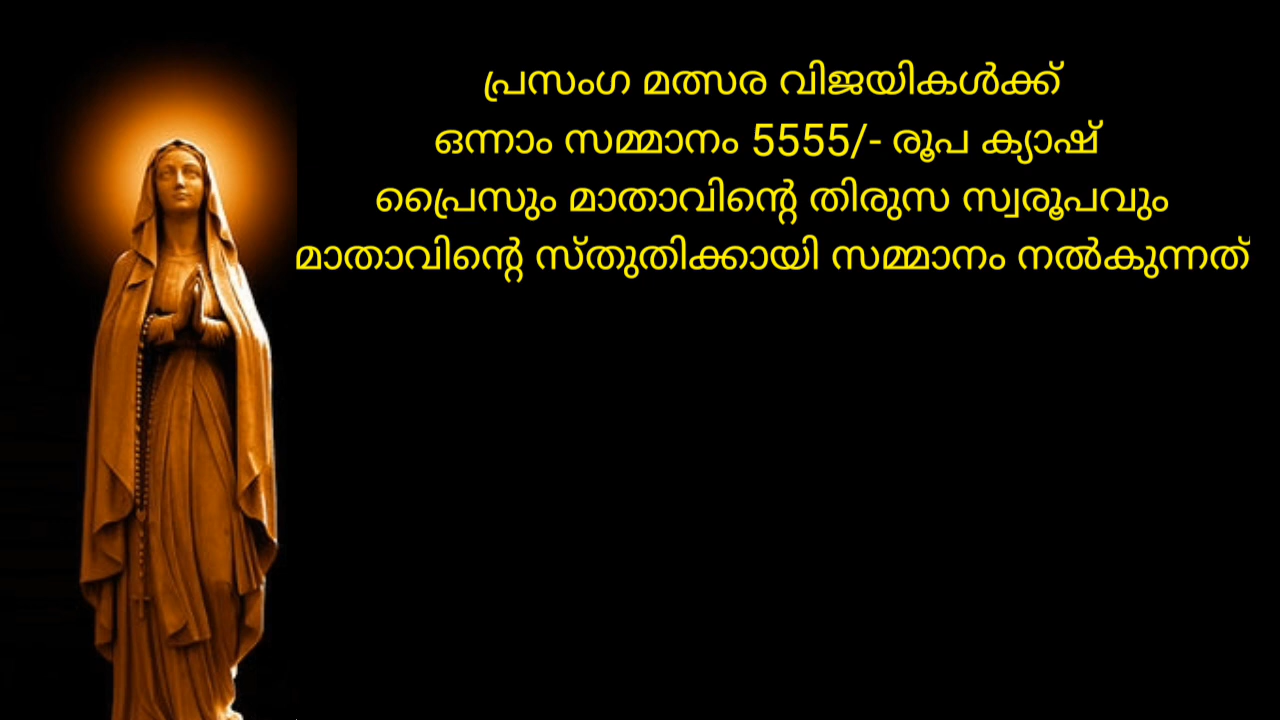 പ്രസംഗ മത്സര വിജയികൾക്ക്
ഒന്നാം സമ്മാനം 5555/- രൂപ ക്യാഷ്
പ്രൈസും മാതാവിന്റെ തിരുസ സ്വരൂപവും
മാതാവിന്റെ സ്തുതിക്കായി സമ്മാനം നൽകുന്നത്